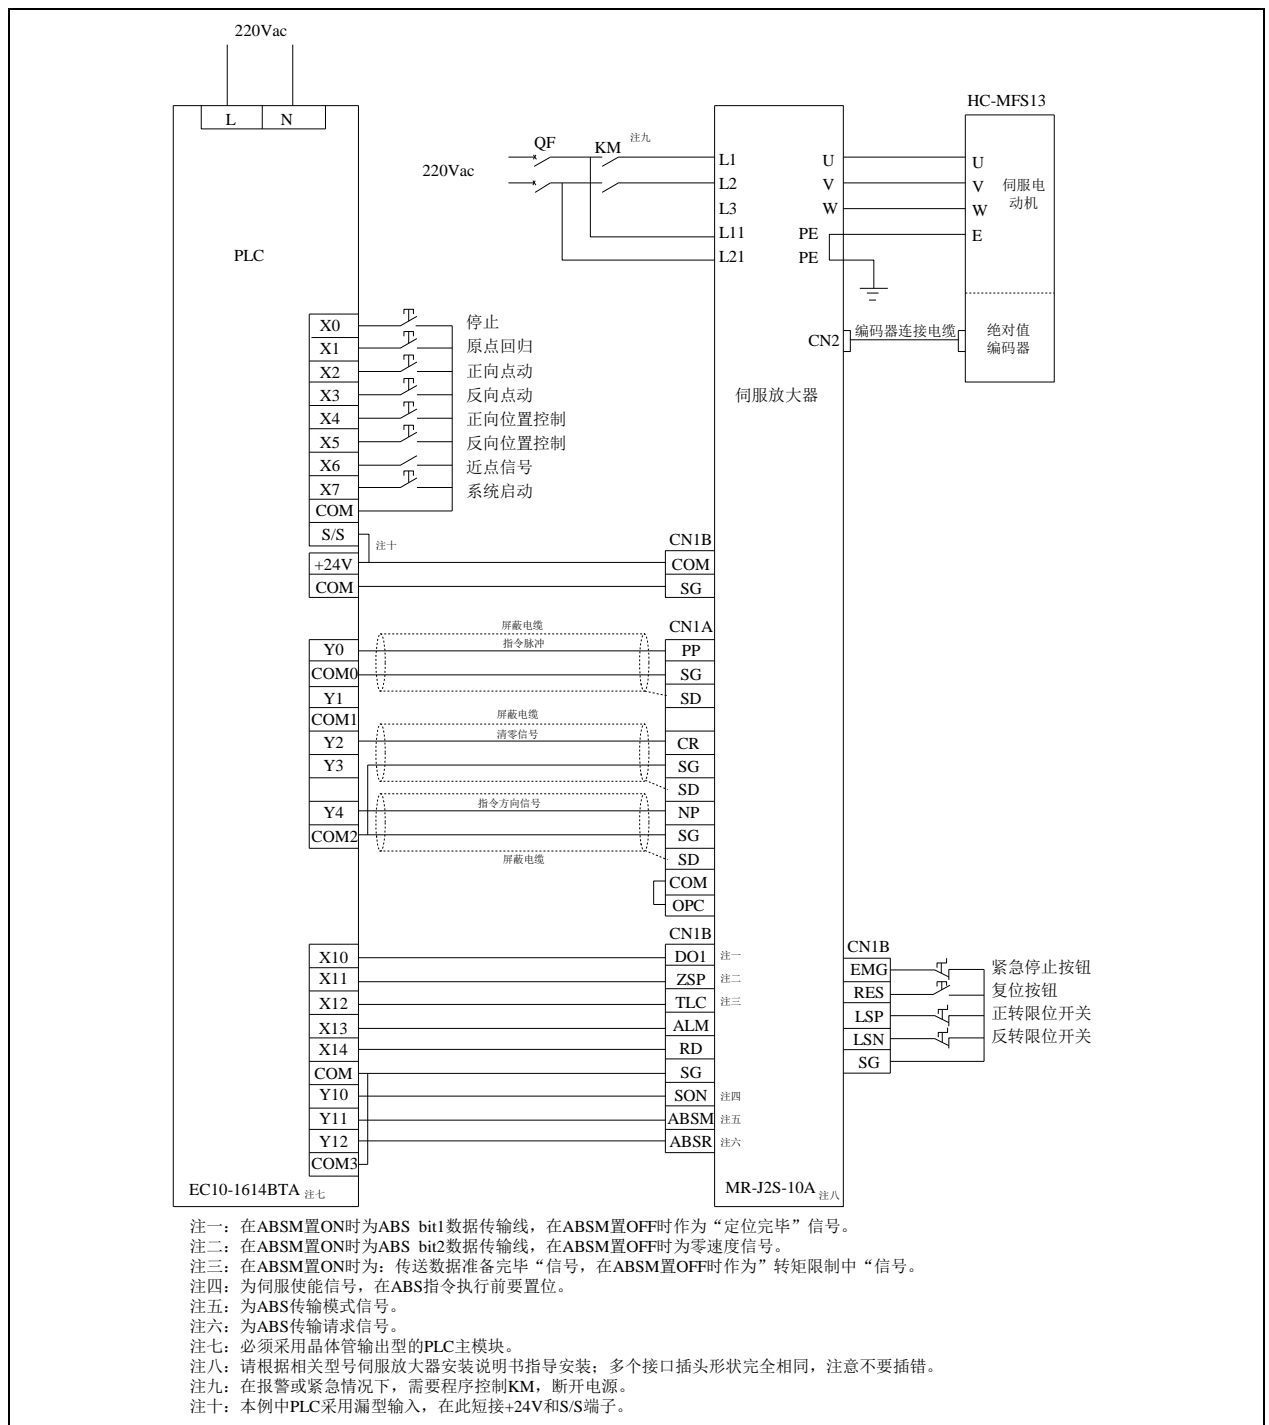 220Vac
L N
PLC
220Vac
QF
KM
注九
L1
L2
L3
L11
L21
U
V
W
PE
PE
CN2
伺服放大器
HC-MFS13
U
V
W
E
伺服电
动机
编码器连接电缆
绝对值
编码器
X0 停止
X1 原点回归
X2 正向点动
X3 反向点动
X4 正向位置控制
X5 反向位置控制
X6 近点信号
X7 系统启动
COM
S/S
注十
CN1B
+24V COM
COM SG
屏蔽电缆
CN1A
Y0 指令脉冲 PP
COM0 SG
Y1 SD
COM1 屏蔽电缆
Y2 清零信号 CR
Y3 SG
SD
Y4 指令方向信号 NP
COM2 SG
屏蔽电缆 SD
COM
OPC
CN1B
X10 DO1 注一
X11 ZSP 注二
X12 TLC 注三
X13 ALM
X14 RD
COM SG
Y10 SON 注四
Y11 ABSM 注五
Y12 ABSR 注六
COM3
CN1B
EMG 紧急停止按钮
RES 复位按钮
LSP 正转限位开关
LSN 反转限位开关
SG
EC10-1614BTA 注七
MR-J2S-10A 注八
注一：在ABSM置ON时为ABS bit1数据传输线，在ABSM置OFF时作为“定位完毕”信号。
注二：在ABSM置ON时为ABS bit2数据传输线，在ABSM置OFF时为零速度信号。
注三：在ABSM置ON时为：传送数据准备完毕“信号，在ABSM置OFF时作为”转矩限制中“信号。
注四：为伺服使能信号，在ABS指令执行前要置位。
注五：为ABS传输模式信号。
注六：为ABS传输请求信号。
注七：必须采用晶体管输出型的PLC主模块。
注八：请根据相关型号伺服放大器安装说明书指导安装；多个接口插头形状完全相同，注意不要插错。
注九：在报警或紧急情况下，需要程序控制KM，断开电源。
注十：本例中PLC采用漏型输入，在此短接+24V和S/S端子。